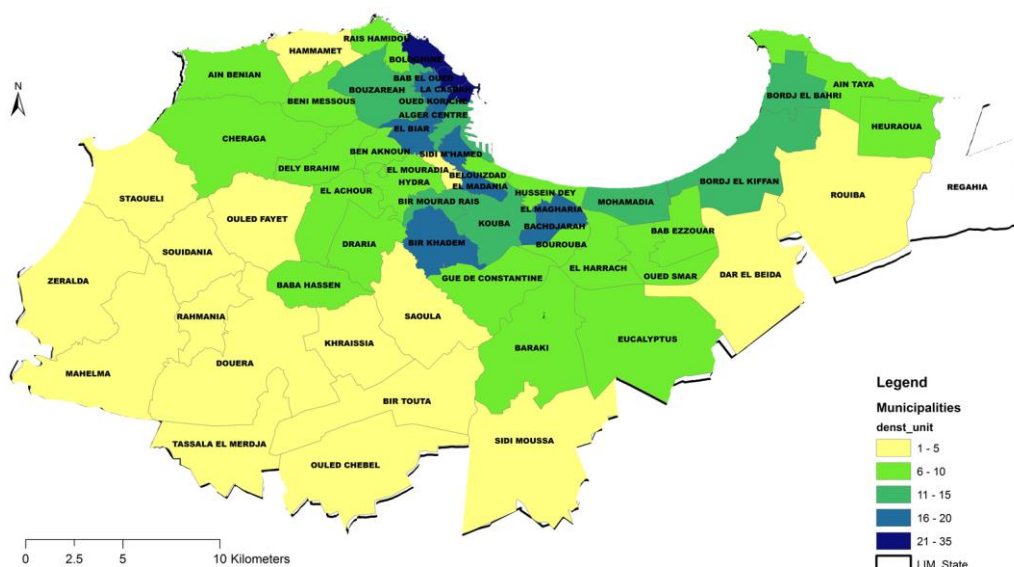 RAIS HAMIDOU
HAMMAMET
BOLOGHINE
AIN BENIAN
BAB EL OUED
BOUZAREAH
LA CASBAH
BENI MESSOUS
OUED KORICHE
ALGER CENTRE
CHERAGA
EL BIAR
BEN AKNOUN
SIDI M'HAMED
DELY BRAHIM
EL MOURADIA
BELOUIZDAD
HYDRA
EL MADANIA
STAOUELI
EL ACHOUR
HUSSEIN DEY
OULED FAYET
BIR MOURAD RAIS
EL MAGHARIA
MOHAMADIA
KOUBA
BACHDJARAH
SOUIDANIA
DRARIA
BIR KHADEM
BOUROUBA
BAB EZZOUAR
ZERALDA
BABA HASSEN
GUE DE CONSTANTINE
EL HARRACH
OUED SMAR
DAR EL BEIDA
BORDJ EL KIFFAN
BORDJ EL BAHRI
AIN TAYA
HEURAOUA
ROUIBA
REGAHIA
RAHMANIA
SAOULA
KHRAISSIA
EUCALYPTUS
BARAKI
MAHELMA
DOUERA
BIR TOUTA
TASSALA EL MERDJA
SIDI MOUSSA
OULED CHEBEL
N
0 2.5 5 10 Kilometers
Legend
Municipalities
denst_unit
1 - 5
6 - 10
11 - 15
16 - 20
21 - 35
LIM_State